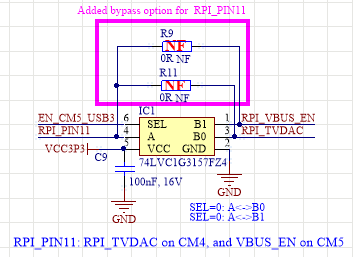 Added bypass option for RPI_PIN11
R9
NF
0R NF
R11
NF
0R NF
IC1
EN_CM5_USB3 6 SEL B1 1 RPI_VBUS_EN
RPI_PIN11 4 A B0 3 RPI_TVDAC
VCC3P3 5 VCC GND 2
74LVC1G3157FZ4
C9
100nF, 16V
GND
GND
SEL=0: A<->B0
SEL=0: A<->B1
RPI_PIN11: RPI_TVDAC on CM4, and VBUS_EN on CM5